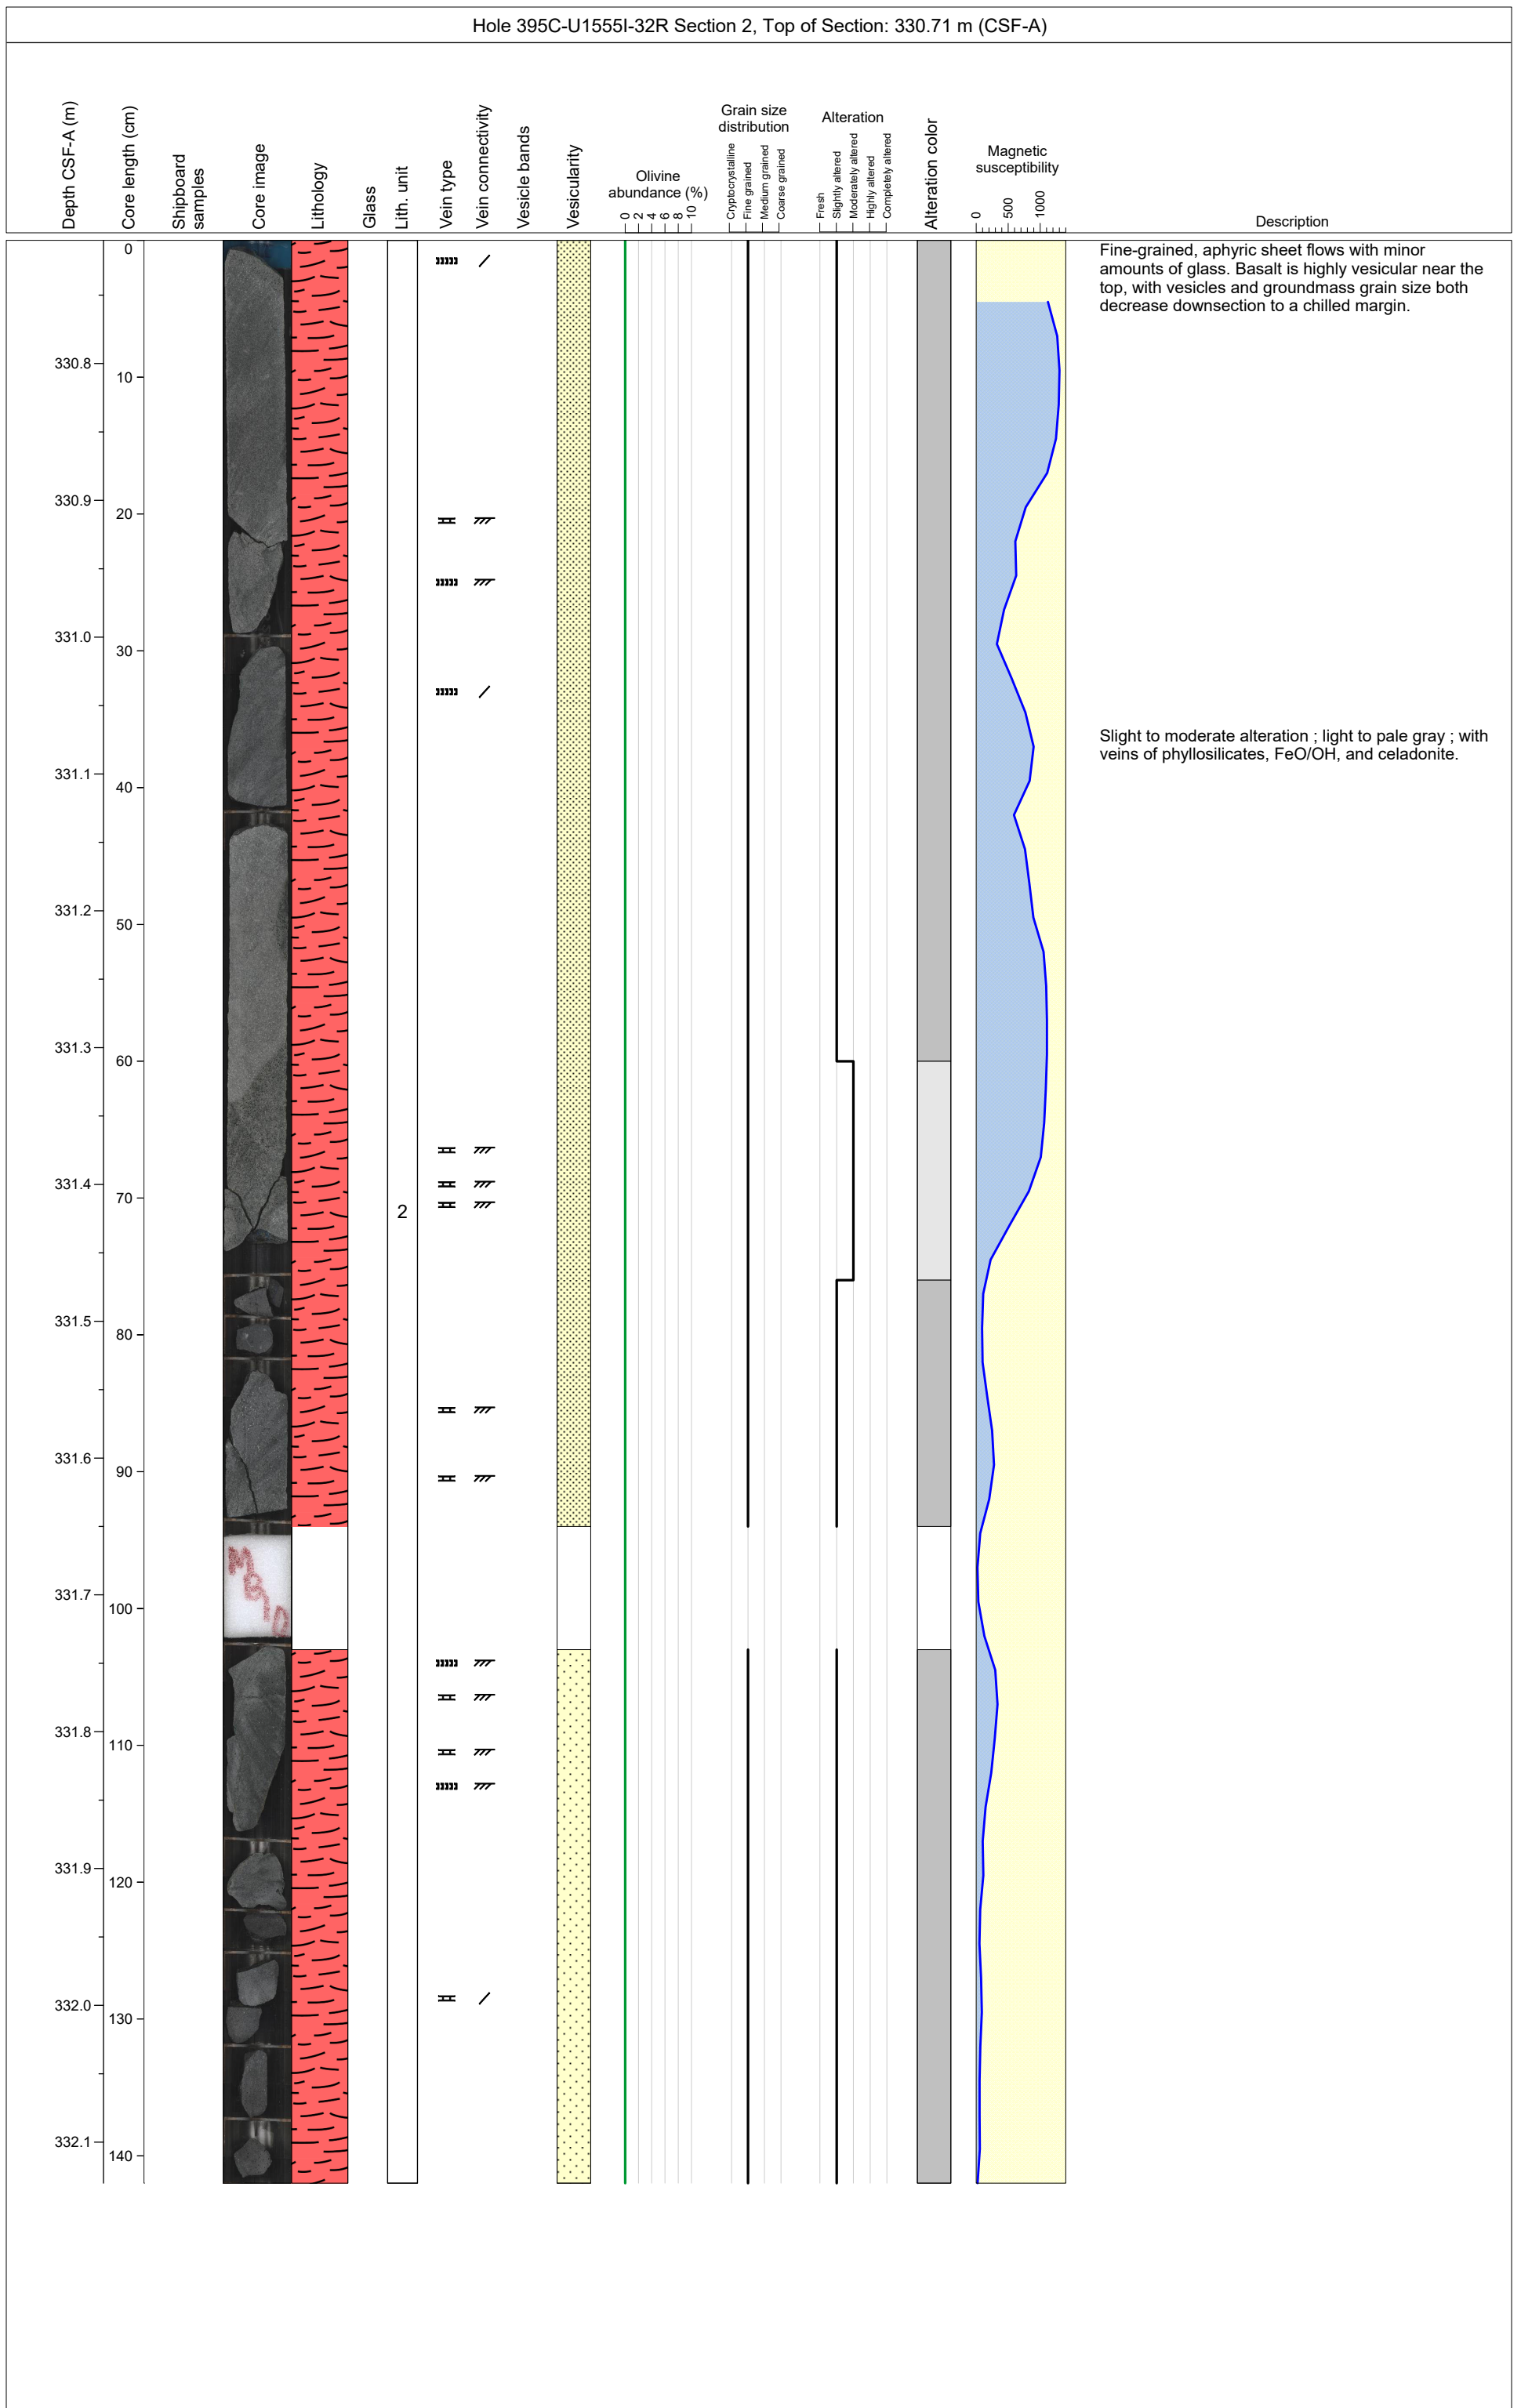 Hole 395C-U1555I-32R Section 2, Top of Section: 330.71 m (CSF-A)
Depth CSF-A (m)
Core length (cm)
Shipboard
samples
Core image
Lithology
Glass
Lith. unit
Vein type
Vein connectivity
Vesicle bands
Vesicularity
Olivine
abundance (%)
0 2 4 6 8 10
Grain size
distribution
Cryptocrystalline
Fine grained
Medium grained
Coarse grained
Alteration
Fresh
Slightly altered
Moderately altered
Highly altered
Completely altered
Alteration color
Magnetic
susceptibility
0 500 1000
Description
Fine-grained, aphyric sheet flows with minor
amounts of glass. Basalt is highly vesicular near the
top, with vesicles and groundmass grain size both
decrease downsection to a chilled margin.
Slight to moderate alteration ; light to pale gray ; with
veins of phyllosilicates, FeO/OH, and celadonite.
0
330.8
10
330.9
20
331.0
30
331.1
40
331.2
50
331.3
60
331.4
70
2
331.5
80
331.6
90
MBIO
331.7
100
331.8
110
331.9
120
332.0
130
332.1
140